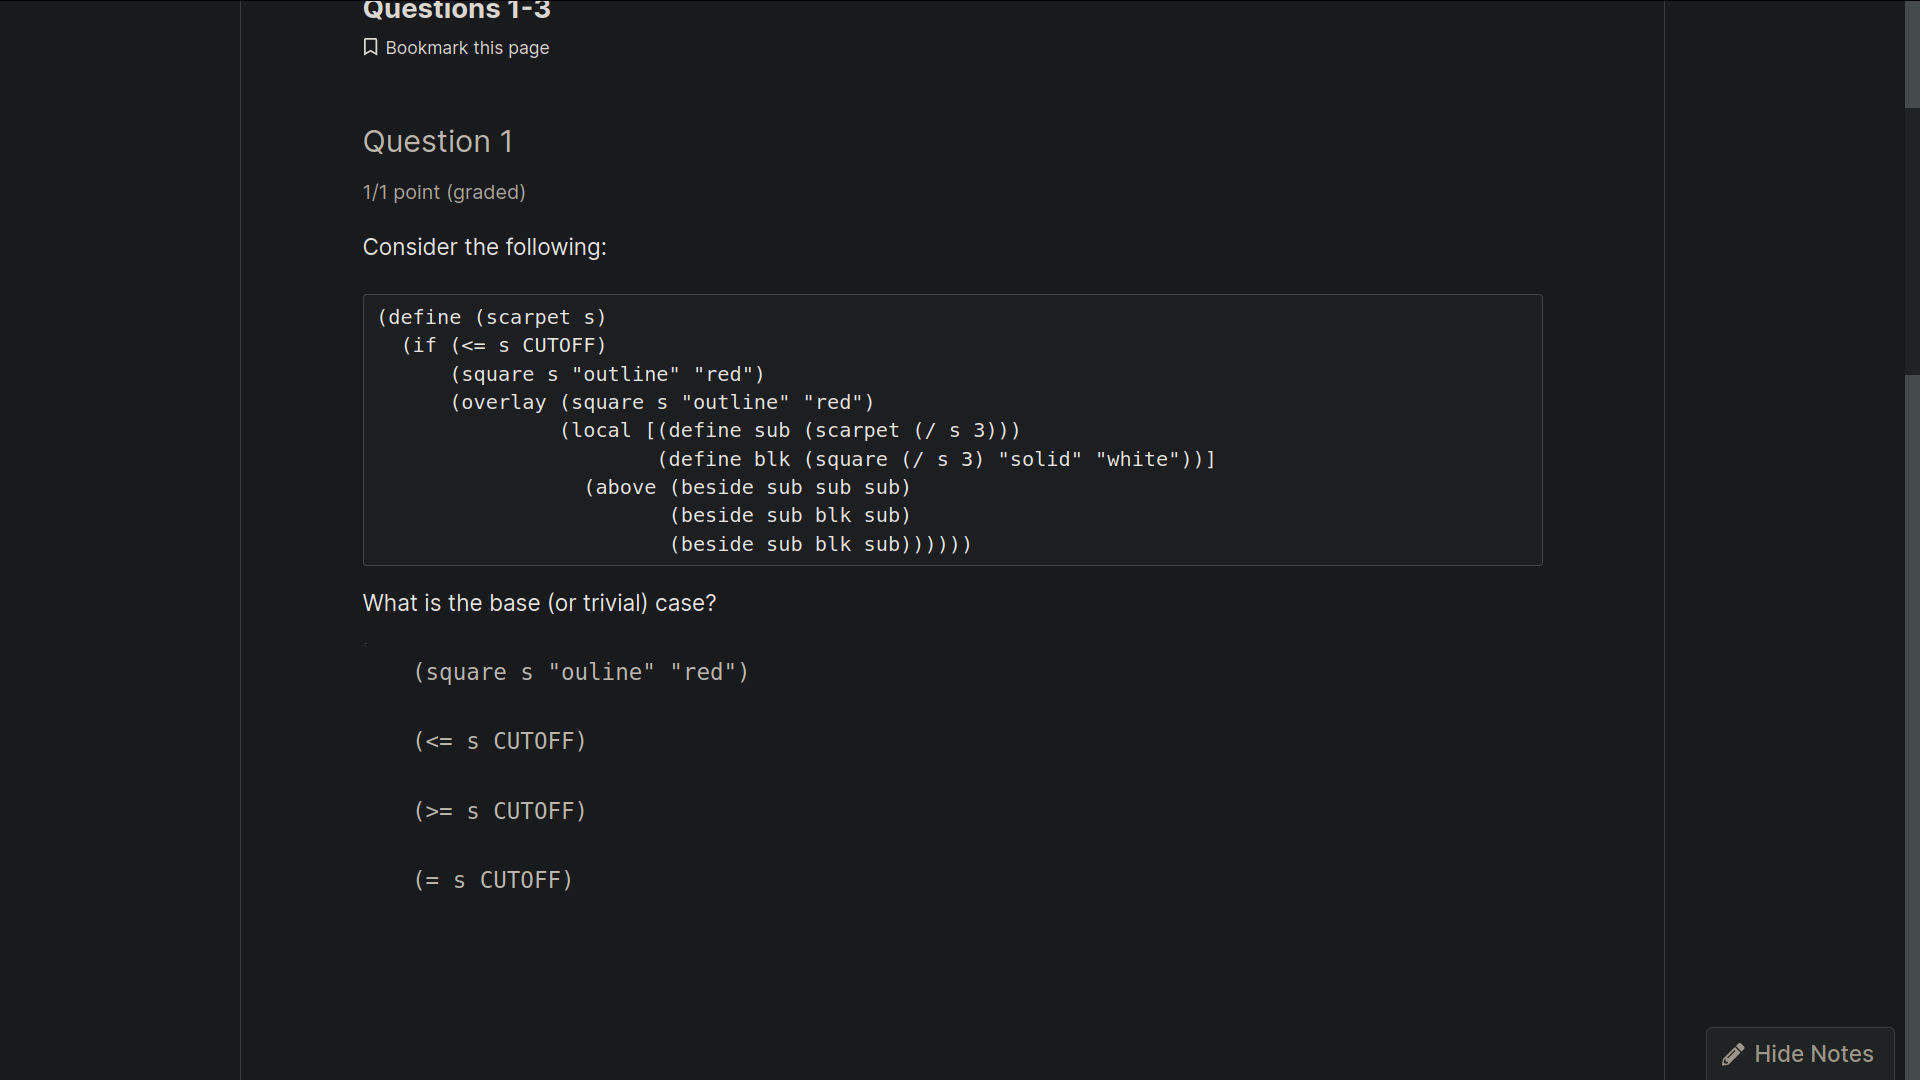 Questions 1-3
Bookmark this page
Question 1
1/1 point (graded)
Consider the following:
(define (scarpet s)
  (if (<= s CUTOFF)
      (square s "outline" "red")
      (overlay (square s "outline" "red")
               (local [(define sub (scarpet (/ s 3)))
                       (define blk (square (/ s 3) "solid" "white"))]
                 (above (beside sub sub sub)
                        (beside sub blk sub)
                        (beside sub blk sub))))))
What is the base (or trivial) case?
(square s "ouline" "red")
(<= s CUTOFF)
(>= s CUTOFF)
(= s CUTOFF)
Hide Notes